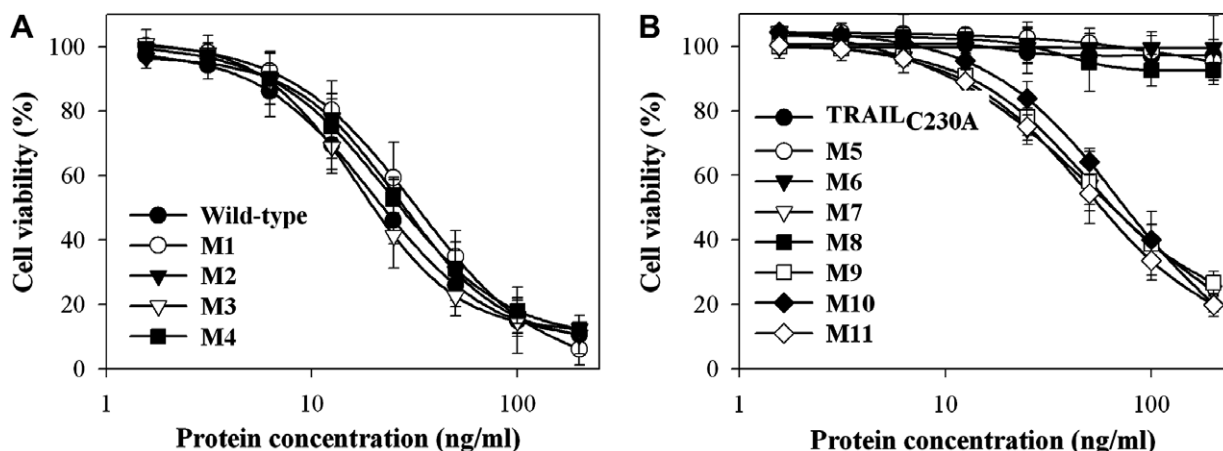 A
Cell viability (%)
100
80
60
40
20
0
Wild-type
M1
M2
M3
M4
1
10
100
Protein concentration (ng/ml)
B
Cell viability (%)
100
80
60
40
20
0
TRAILC230A
M5
M6
M7
M8
M9
M10
M11
1
10
100
Protein concentration (ng/ml)